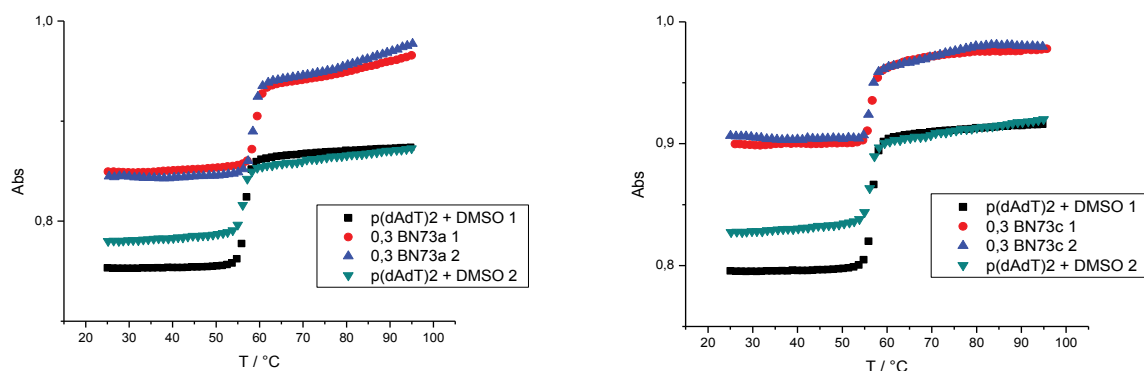 1,0
Abs
0,8
p(dAdT)2 + DMSO 1
0,3 BN73a 1
0,3 BN73a 2
p(dAdT)2 + DMSO 2
20 30 40 50 60 70 80 90 100
T / °C
1,0
Abs
0,9
0,8
p(dAdT)2 + DMSO 1
0,3 BN73c 1
0,3 BN73c 2
p(dAdT)2 + DMSO 2
20 30 40 50 60 70 80 90 100
T / °C